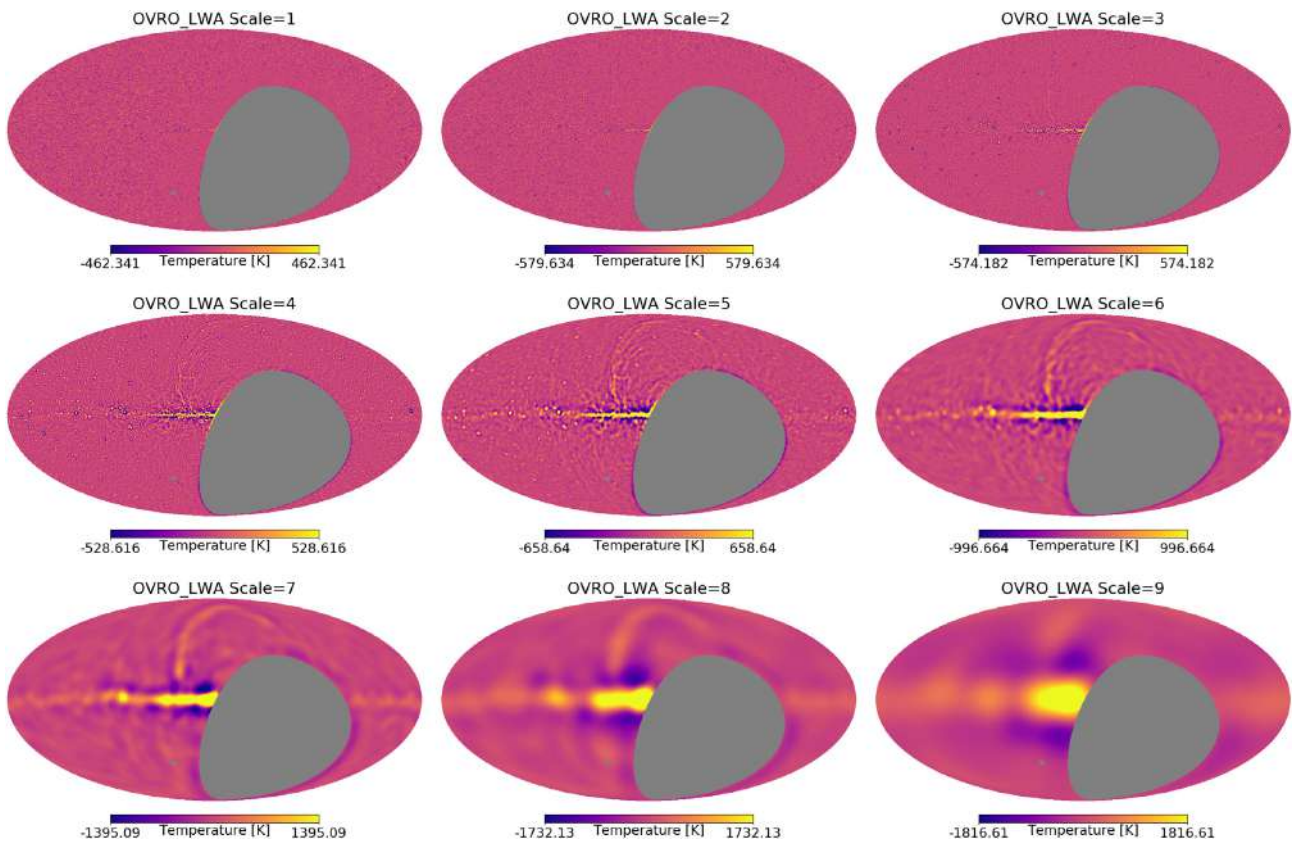 OVRO_LWA Scale=1
OVRO_LWA Scale=2
OVRO_LWA Scale=3
-462.341 Temperature [K] 462.341
-579.634 Temperature [K] 579.634
-574.182 Temperature [K] 574.182
OVRO_LWA Scale=4
OVRO_LWA Scale=5
OVRO_LWA Scale=6
-528.616 Temperature [K] 528.616
-658.64 Temperature [K] 658.64
-996.664 Temperature [K] 996.664
OVRO_LWA Scale=7
OVRO_LWA Scale=8
OVRO_LWA Scale=9
-1395.09 Temperature [K] 1395.09
-1732.13 Temperature [K] 1732.13
-1816.61 Temperature [K] 1816.61